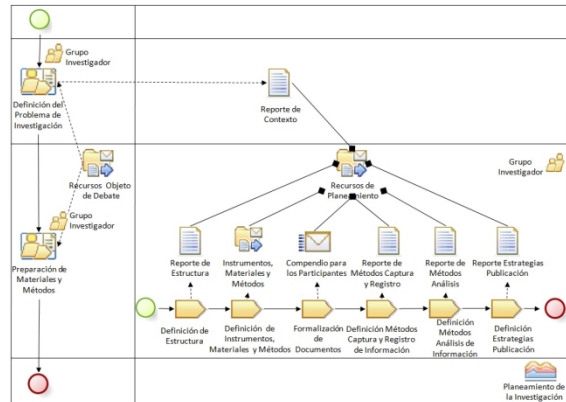 Grupo
Investigador
Definición del
Problema de
Investigación
Reporte de
Contexto
Recursos Objeto
de Debate
Grupo
Investigador
Preparación de
Materiales y
Métodos
Recursos de
Planeamiento
Grupo
Investigador
Reporte de
Estructura
Instrumentos,
Materiales y
Métodos
Compendio para
los Participantes
Reporte de
Métodos Captura
y Registro
Reporte de
Métodos
Análisis
Reporte Estrategias
Publicación
Definición de
Estructura
Definición de
Instrumentos,
Materiales y Métodos
Formalización
de
Documentos
Definición Métodos
Captura y Registro
de Información
Definición
Métodos
Análisis de
Información
Definición
Estrategias
Publicación
Planeamiento de
la Investigación